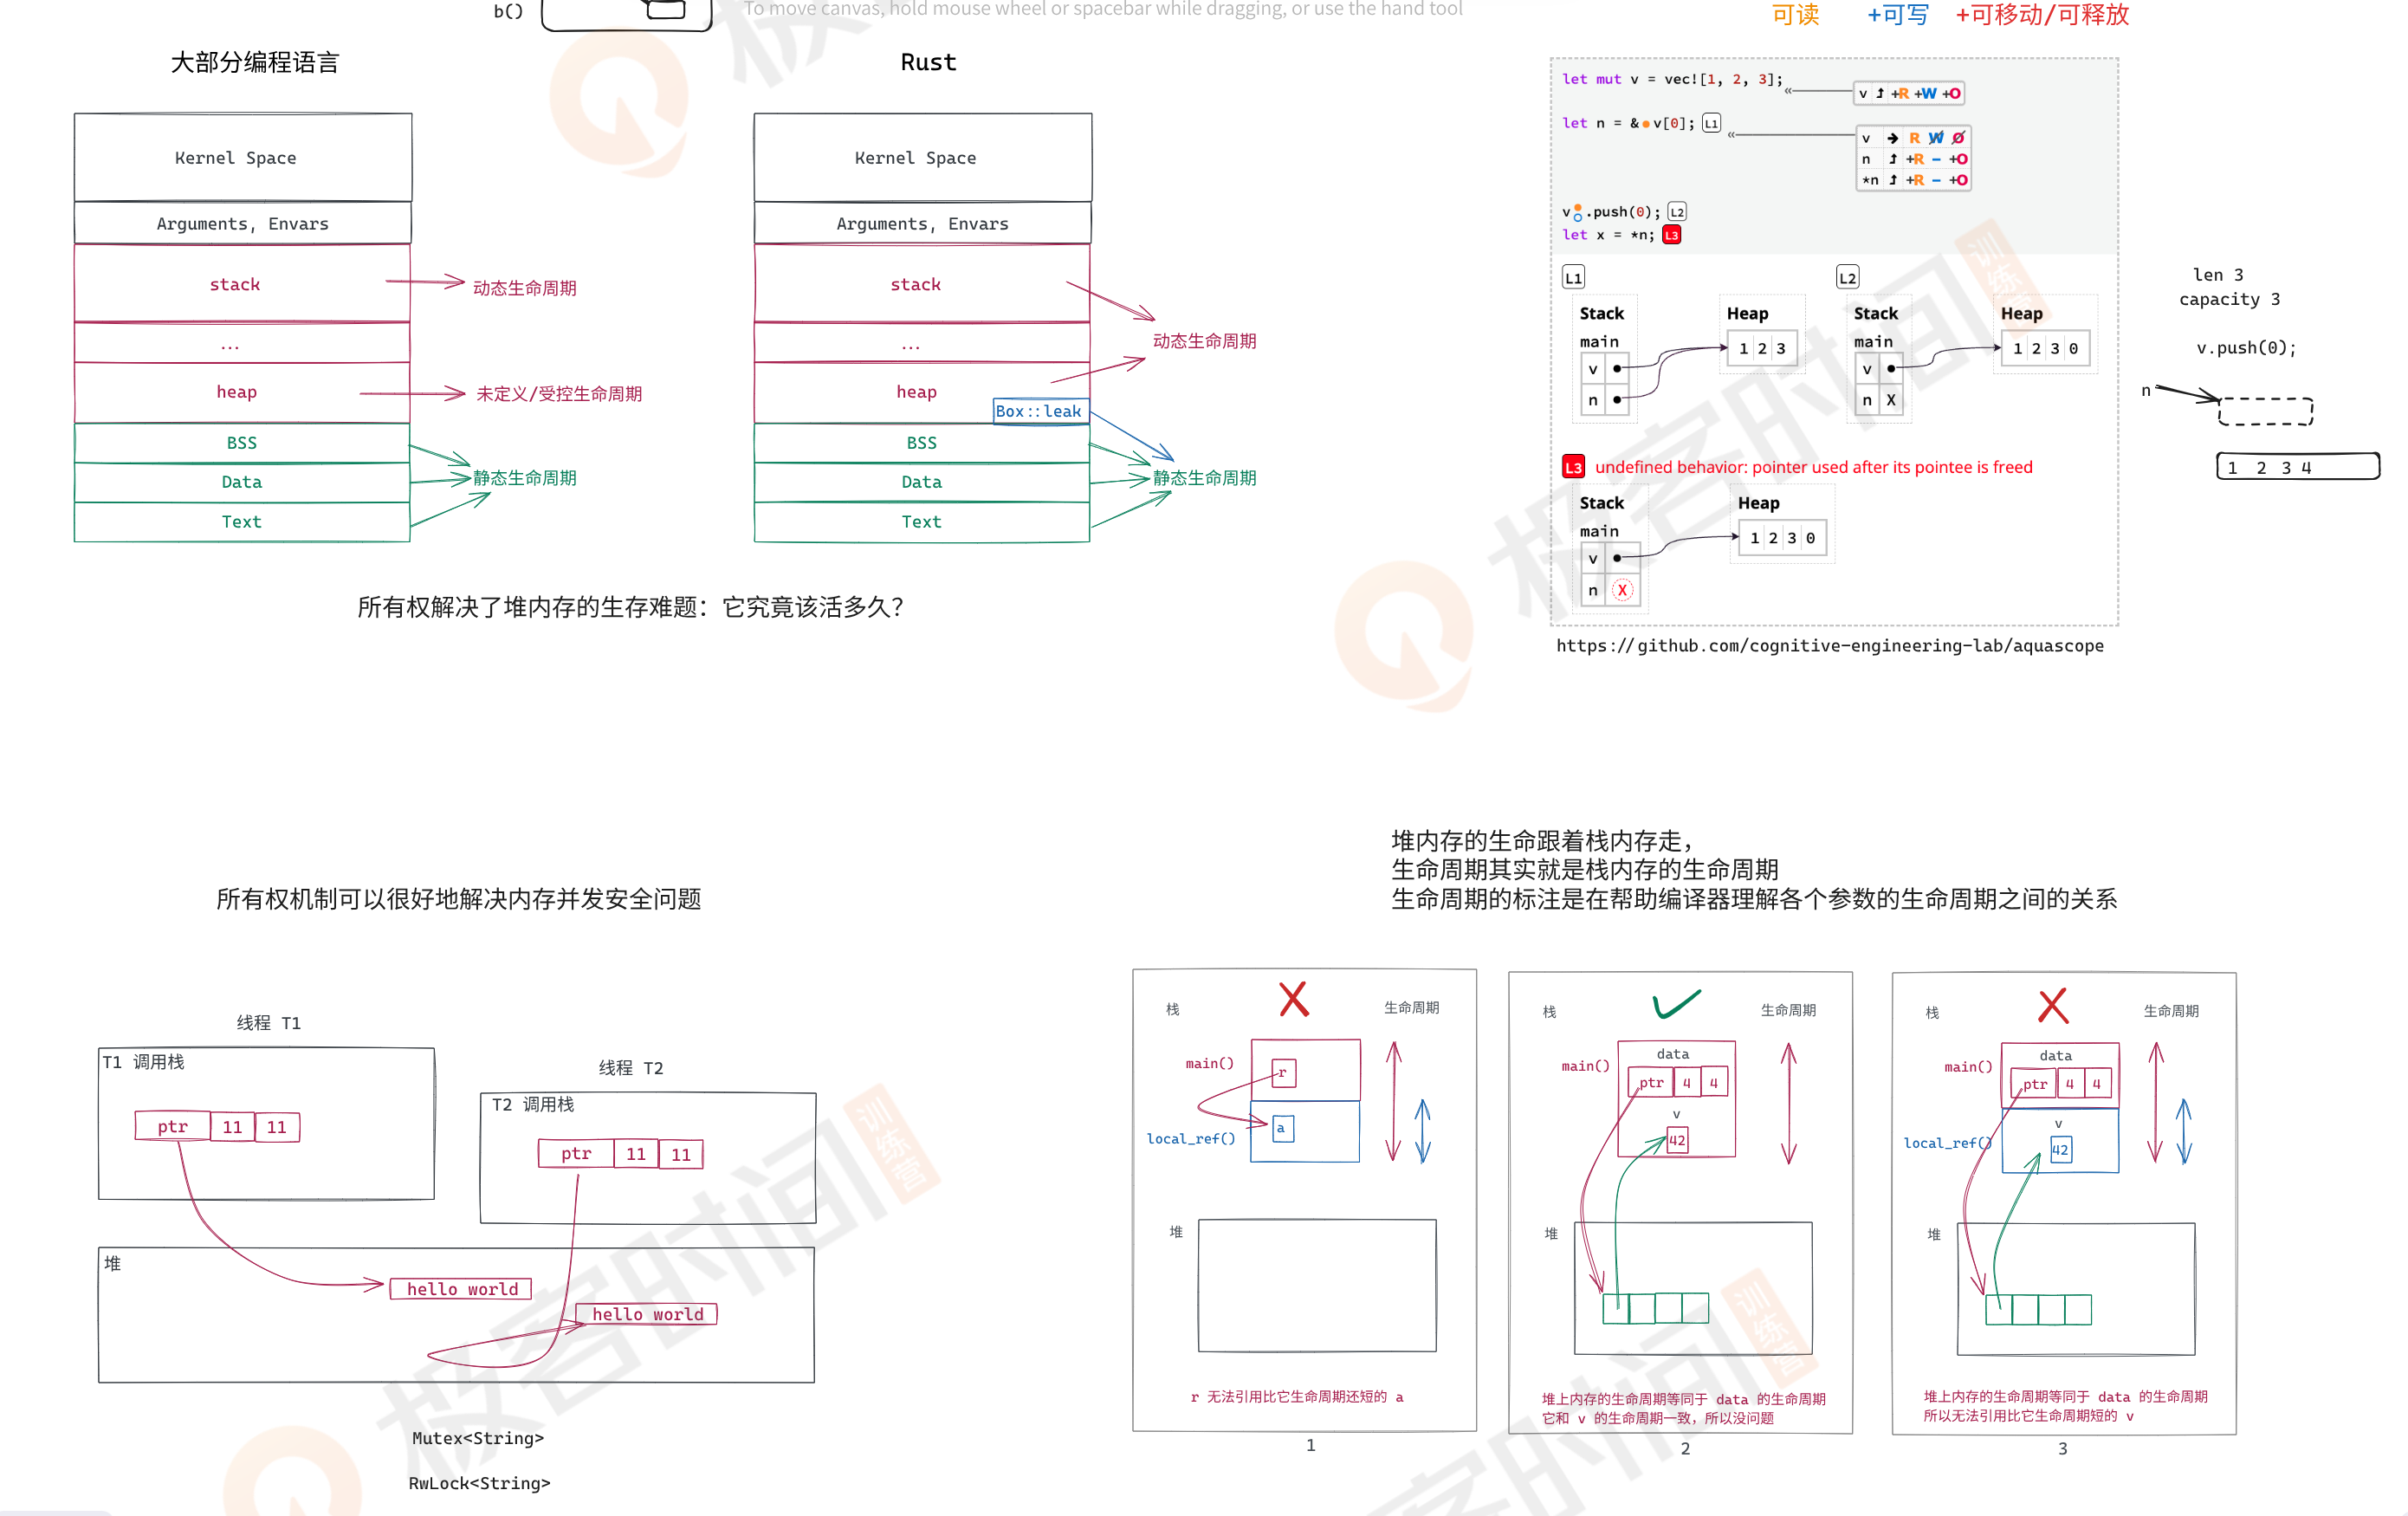 b()
To move canvas, hold mouse wheel or spacebar while dragging, or use the hand tool
可读 +可写 +可移动/可释放
大部分编程语言
Kernel Space
Arguments, Envars
stack
动态生命周期
...
heap
未定义/受控生命周期
BSS
Data
静态生命周期
Text
Rust
Kernel Space
Arguments, Envars
stack
...
动态生命周期
heap
Box::leak
BSS
Data
静态生命周期
Text
所有权解决了堆内存的生存难题：它究竟该活多久？
let mut v = vec![1, 2, 3];
« v ↥ +R +W +O
let n = &v[0]; L1
« v → R W O
n ↥ +R - +O
*n ↥ +R - +O
v.push(0); L2
let x = *n; L3
L1
Stack Heap
main
1 2 3
v
n
L2
Stack Heap
main
1 2 3 0
v
n X
L3 undefined behavior: pointer used after its pointee is freed
Stack Heap
main
1 2 3 0
v
n X
https://github.com/cognitive-engineering-lab/aquascope
len 3
capacity 3
v.push(0);
n
1 2 3 4
所有权机制可以很好地解决内存并发安全问题
线程 T1
T1 调用栈
ptr 11 11
线程 T2
T2 调用栈
ptr 11 11
堆
hello world
hello world
Mutex<String>
RwLock<String>
堆内存的生命跟着栈内存走，
生命周期其实就是栈内存的生命周期
生命周期的标注是在帮助编译器理解各个参数的生命周期之间的关系
栈 X 生命周期
main()
r
local_ref()
a
堆
r 无法引用比它生命周期还短的 a
1
栈 生命周期
main()
data
ptr 4 4
v
42
堆
堆上内存的生命周期等同于 data 的生命周期
它和 v 的生命周期一致，所以没问题
2
栈 X 生命周期
main()
data
ptr 4 4
v
local_ref()
42
堆
堆上内存的生命周期等同于 data 的生命周期
所以无法引用比它生命周期短的 v
3
极客时间 训练营
极客时间 训练营